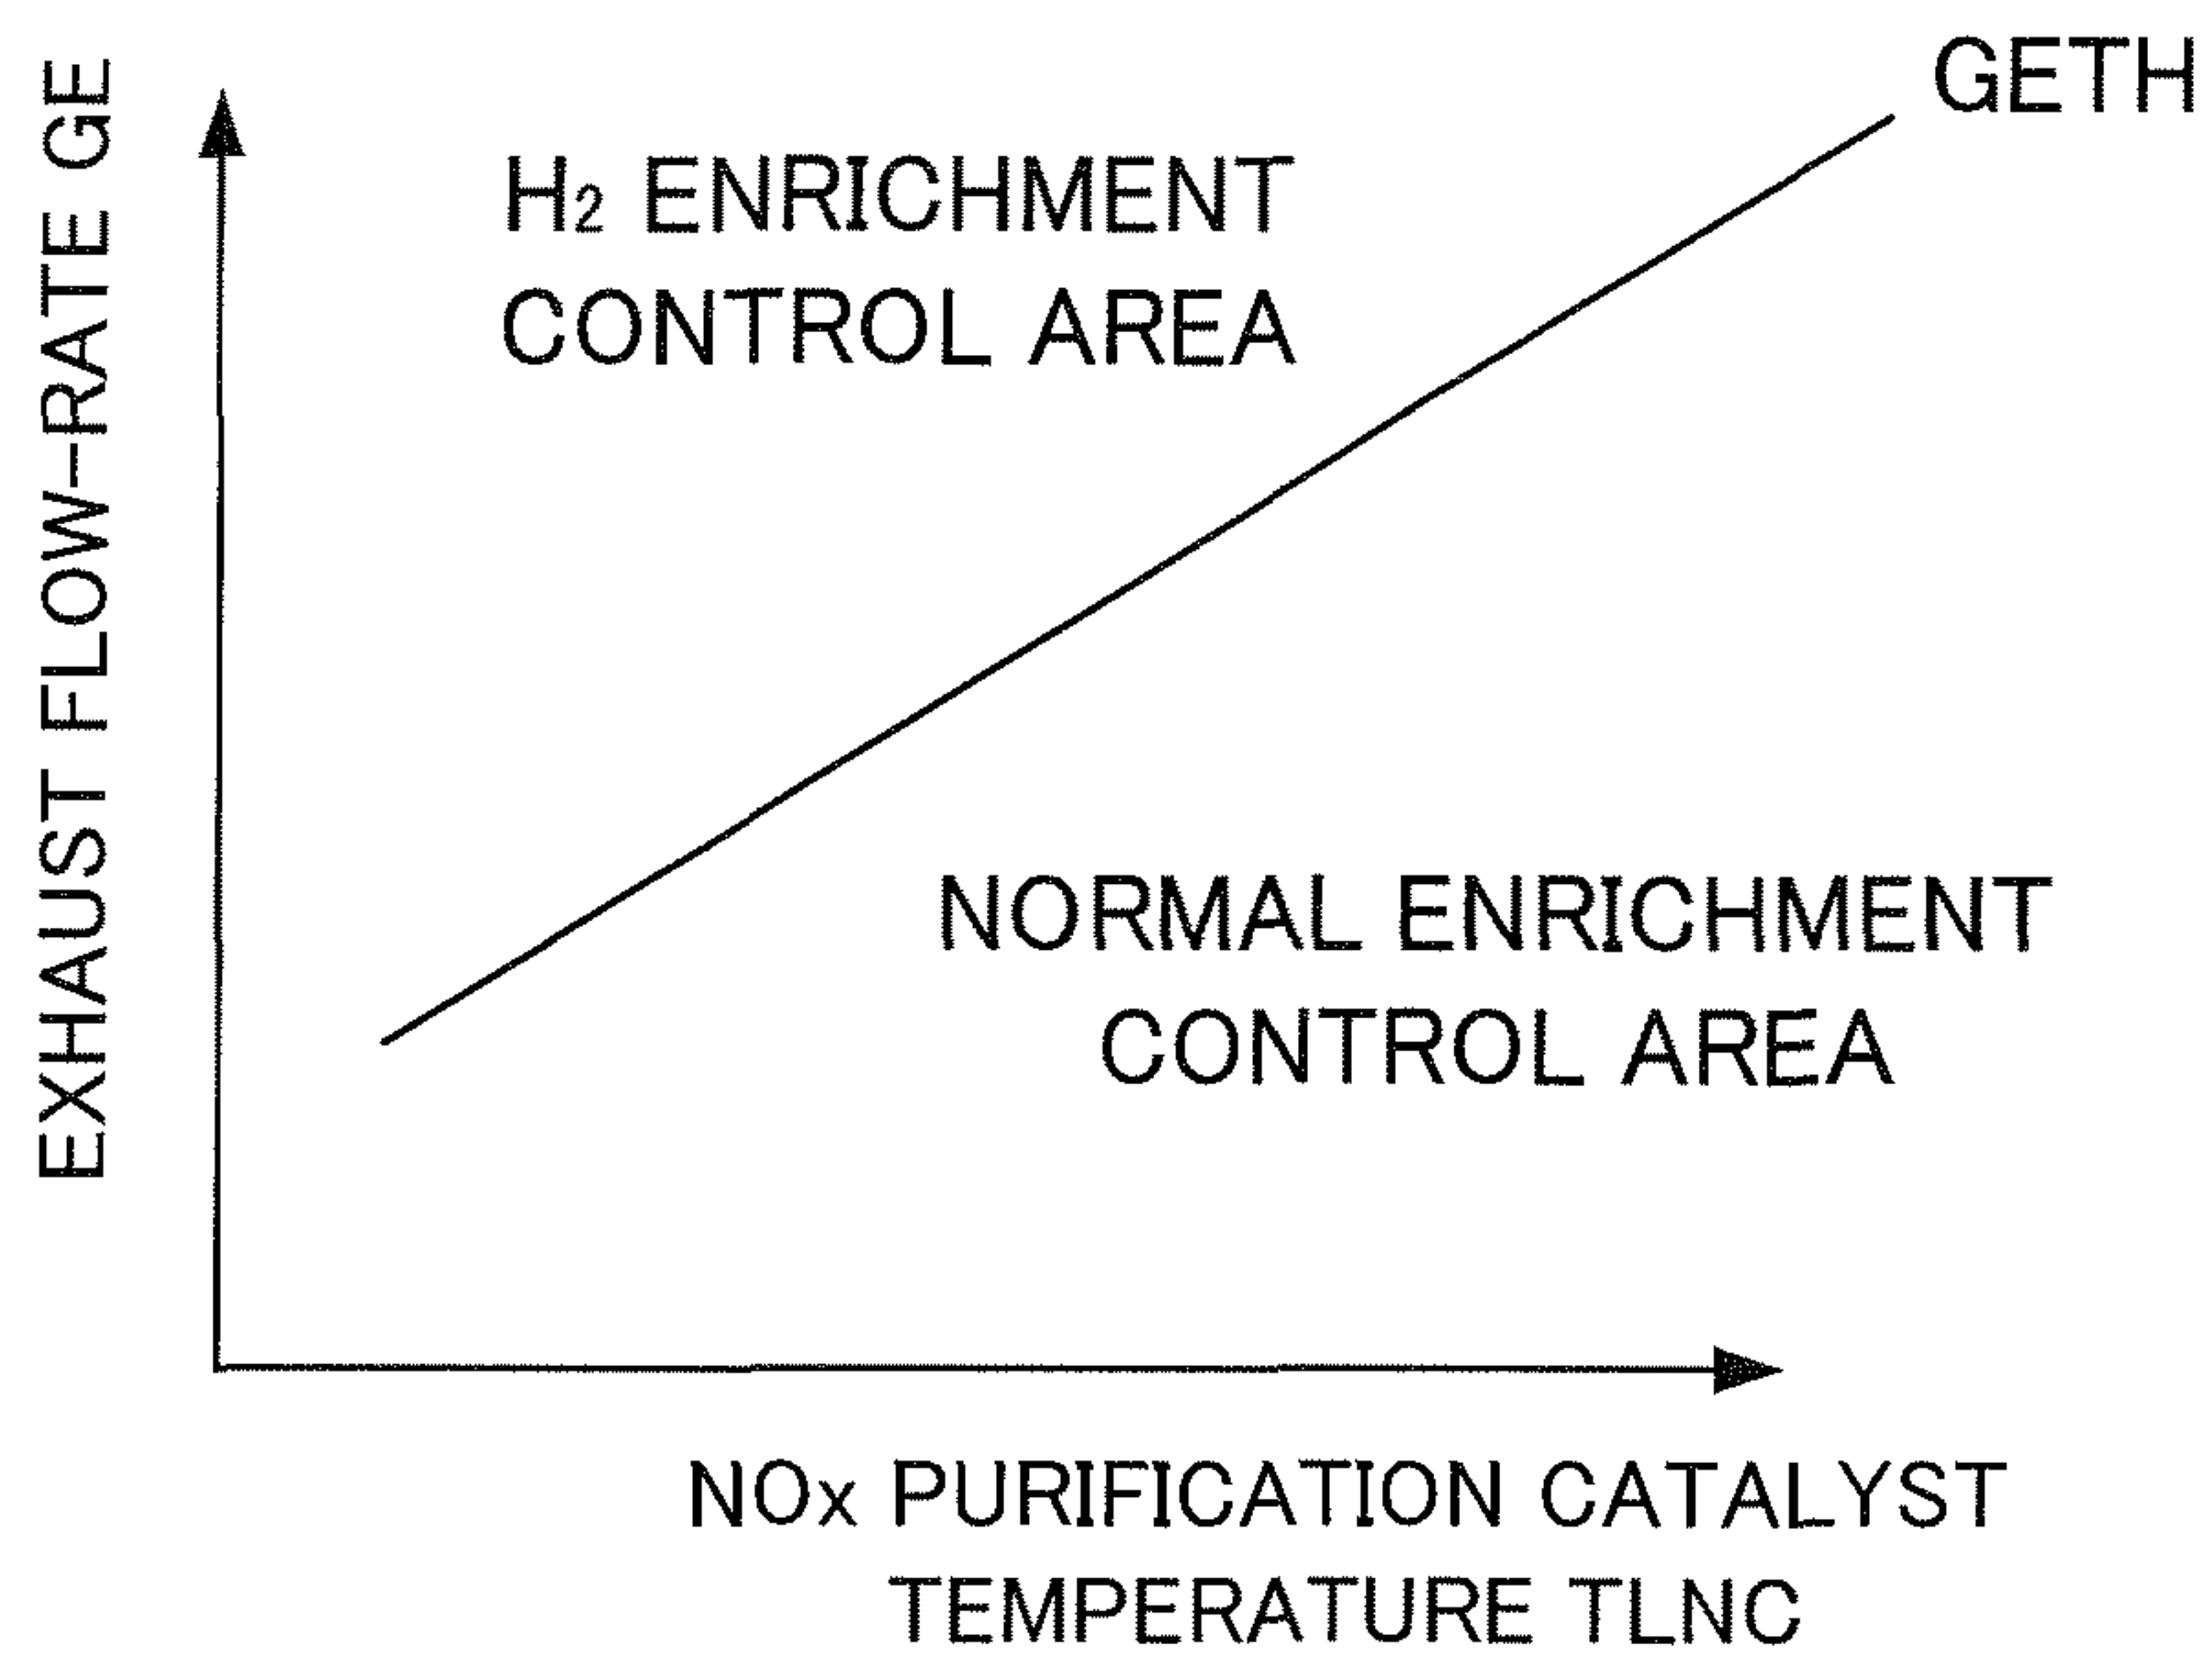 EXHAUST FLOW-RATE GE
GETH
H₂ ENRICHMENT
CONTROL AREA
NORMAL ENRICHMENT
CONTROL AREA
NOx PURIFICATION CATALYST
TEMPERATURE TLNC